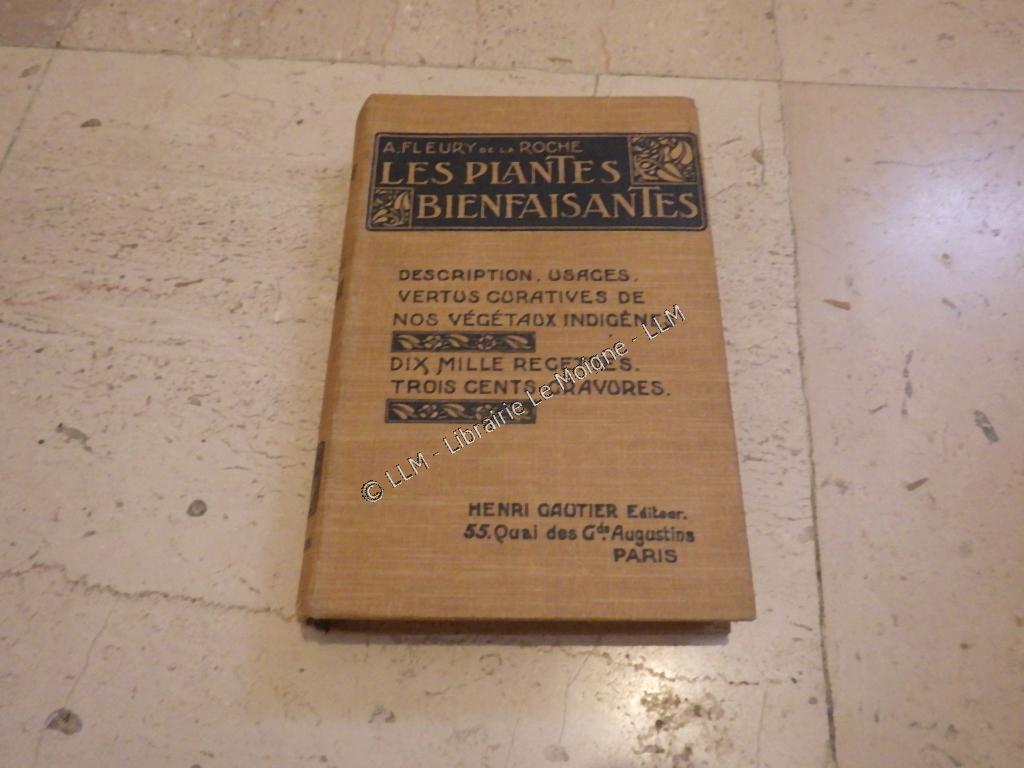 A. FLEURY DE LA ROCHE
LES PLANTES
BIENFAISANTES
DESCRIPTION, USAGES,
VERTUS CURATIVES DE
NOS VÉGÉTAUX INDIGÈNES
DIX MILLE RECETTES.
TROIS CENTS GRAVURES.
© LLM - Librairie Le Moigne - LLM
HENRI GAUTIER Editeur.
55. Quai des Gds Augustins
PARIS